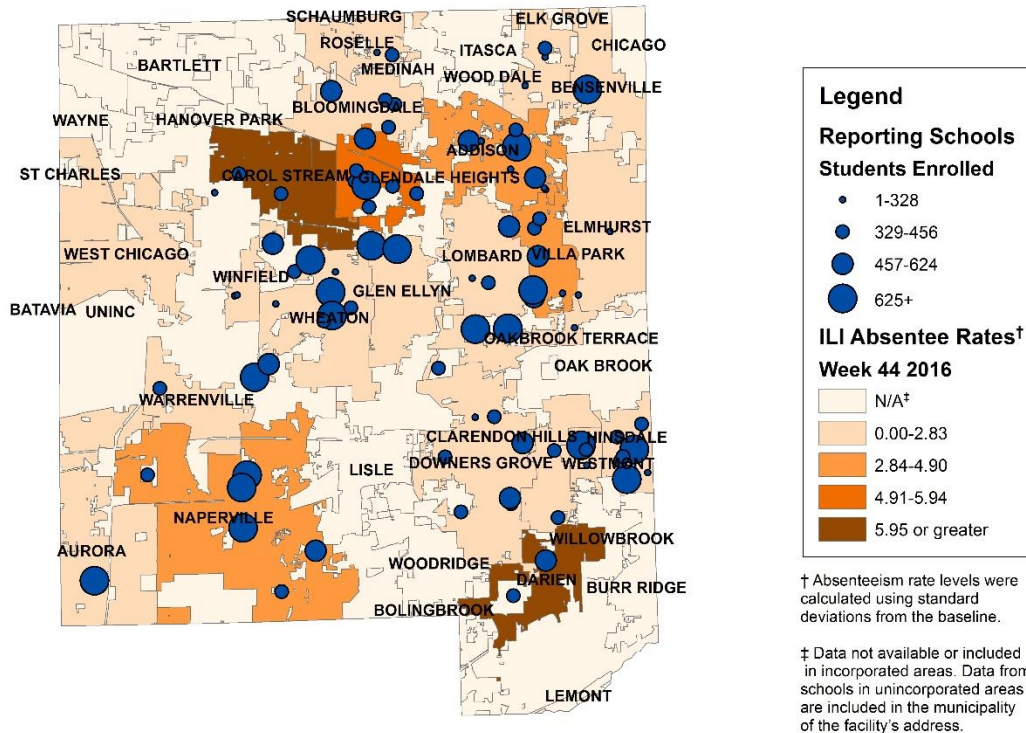 SCHAUMBURG
ELK GROVE
ROSELLE
ITASCA
CHICAGO
BARTLETT
MEDINAH
WOOD DALE
BENSENVILLE
BLOOMINGDALE
WAYNE
HANOVER PARK
ADDISON
ST CHARLES
CAROL STREAM
GLENDALE HEIGHTS
ELMHURST
WEST CHICAGO
LOMBARD
VILLA PARK
WINFIELD
GLEN ELLYN
BATAVIA
UNINC
WHEATON
OAKBROOK TERRACE
OAK BROOK
WARRENVILLE
CLARENDON HILLS
HINSDALE
LISLE
DOWNERS GROVE
WESTMONT
NAPERVILLE
WILLOWBROOK
AURORA
WOODRIDGE
DARIEN
BURR RIDGE
BOLINGBROOK
LEMONT
Legend
Reporting Schools
Students Enrolled
1-328
329-456
457-624
625+
ILI Absentee Rates†
Week 44 2016
N/A‡
0.00-2.83
2.84-4.90
4.91-5.94
5.95 or greater
† Absenteeism rate levels were
calculated using standard
deviations from the baseline.
‡ Data not available or included
in incorporated areas. Data from
schools in unincorporated areas
are included in the municipality
of the facility's address.